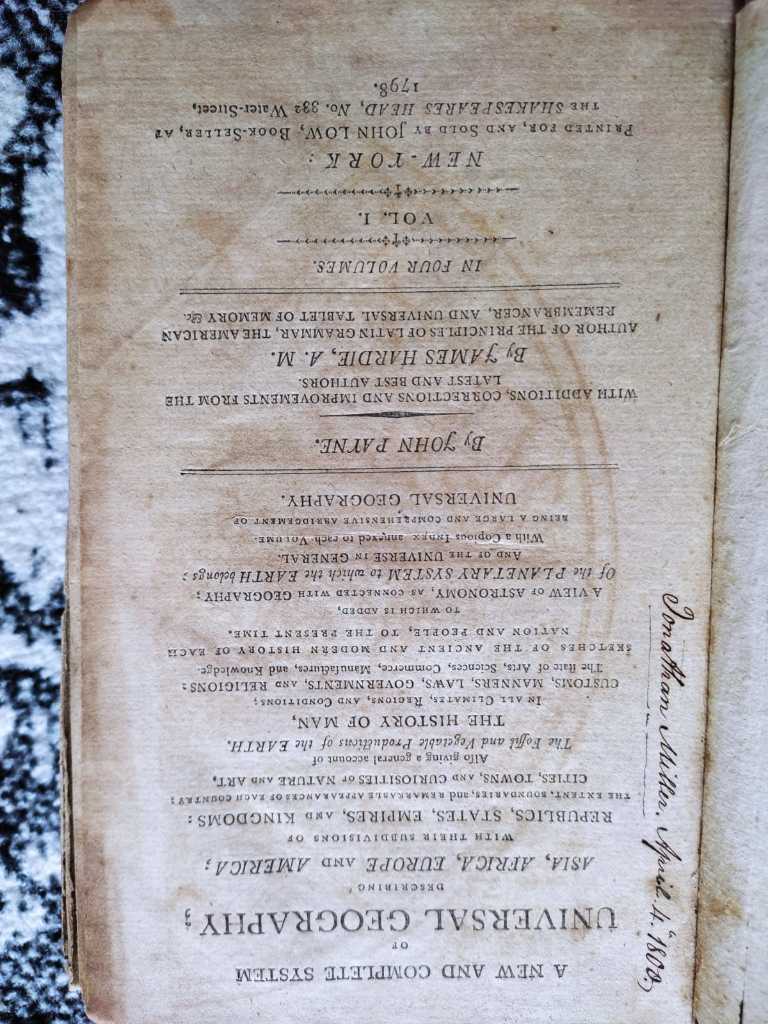 A NEW AND COMPLETE SYSTEM
OF
UNIVERSAL GEOGRAPHY;
DESCRIBING
ASIA, AFRICA, EUROPE AND AMERICA;
WITH THEIR SUBDIVISIONS OF
REPUBLICS, STATES, EMPIRES, AND KINGDOMS:
THE EXTENT, BOUNDARIES, AND REMARKABLE APPEARANCES OF EACH COUNTRY;
CITIES, TOWNS, AND CURIOSITIES OF NATURE AND ART,
Alſo giving a general account of
The Foſſil and Vegetable Productions of the EARTH.
THE HISTORY OF MAN,
IN ALL CLIMATES, REGIONS, AND CONDITIONS;
CUSTOMS, MANNERS, LAWS, GOVERNMENTS, AND RELIGIONS:
The State of Arts, Sciences, Commerce, Manufactures, and Knowledge.
SKETCHES OF THE ANCIENT AND MODERN HISTORY OF EACH
NATION AND PEOPLE, TO THE PRESENT TIME.
TO WHICH IS ADDED,
A VIEW OF ASTRONOMY, AS CONNECTED WITH GEOGRAPHY;
Of the PLANETARY SYSTEM to which the EARTH belongs;
AND OF THE UNIVERSE IN GENERAL.
With a Copious INDEX annexed to each VOLUME.
BEING A LARGE AND COMPREHENSIVE ABRIDGEMENT OF
UNIVERSAL GEOGRAPHY.
By JOHN PAYNE.
WITH ADDITIONS, CORRECTIONS AND IMPROVEMENTS FROM THE
LATEST AND BEST AUTHORS.
By JAMES HARDIE, A. M.
AUTHOR OF THE PRINCIPLES OF LATIN GRAMMAR, THE AMERICAN
REMEMBRANCER, AND UNIVERSAL TABLET OF MEMORY &c.
IN FOUR VOLUMES.
VOL. I.
NEW-YORK:
PRINTED FOR, AND SOLD BY JOHN LOW, BOOK-SELLER, AT
THE SHAKESPEARES HEAD, No. 332 Water-Street,
1798.
Jonathan Miller. April 4.th 1800.